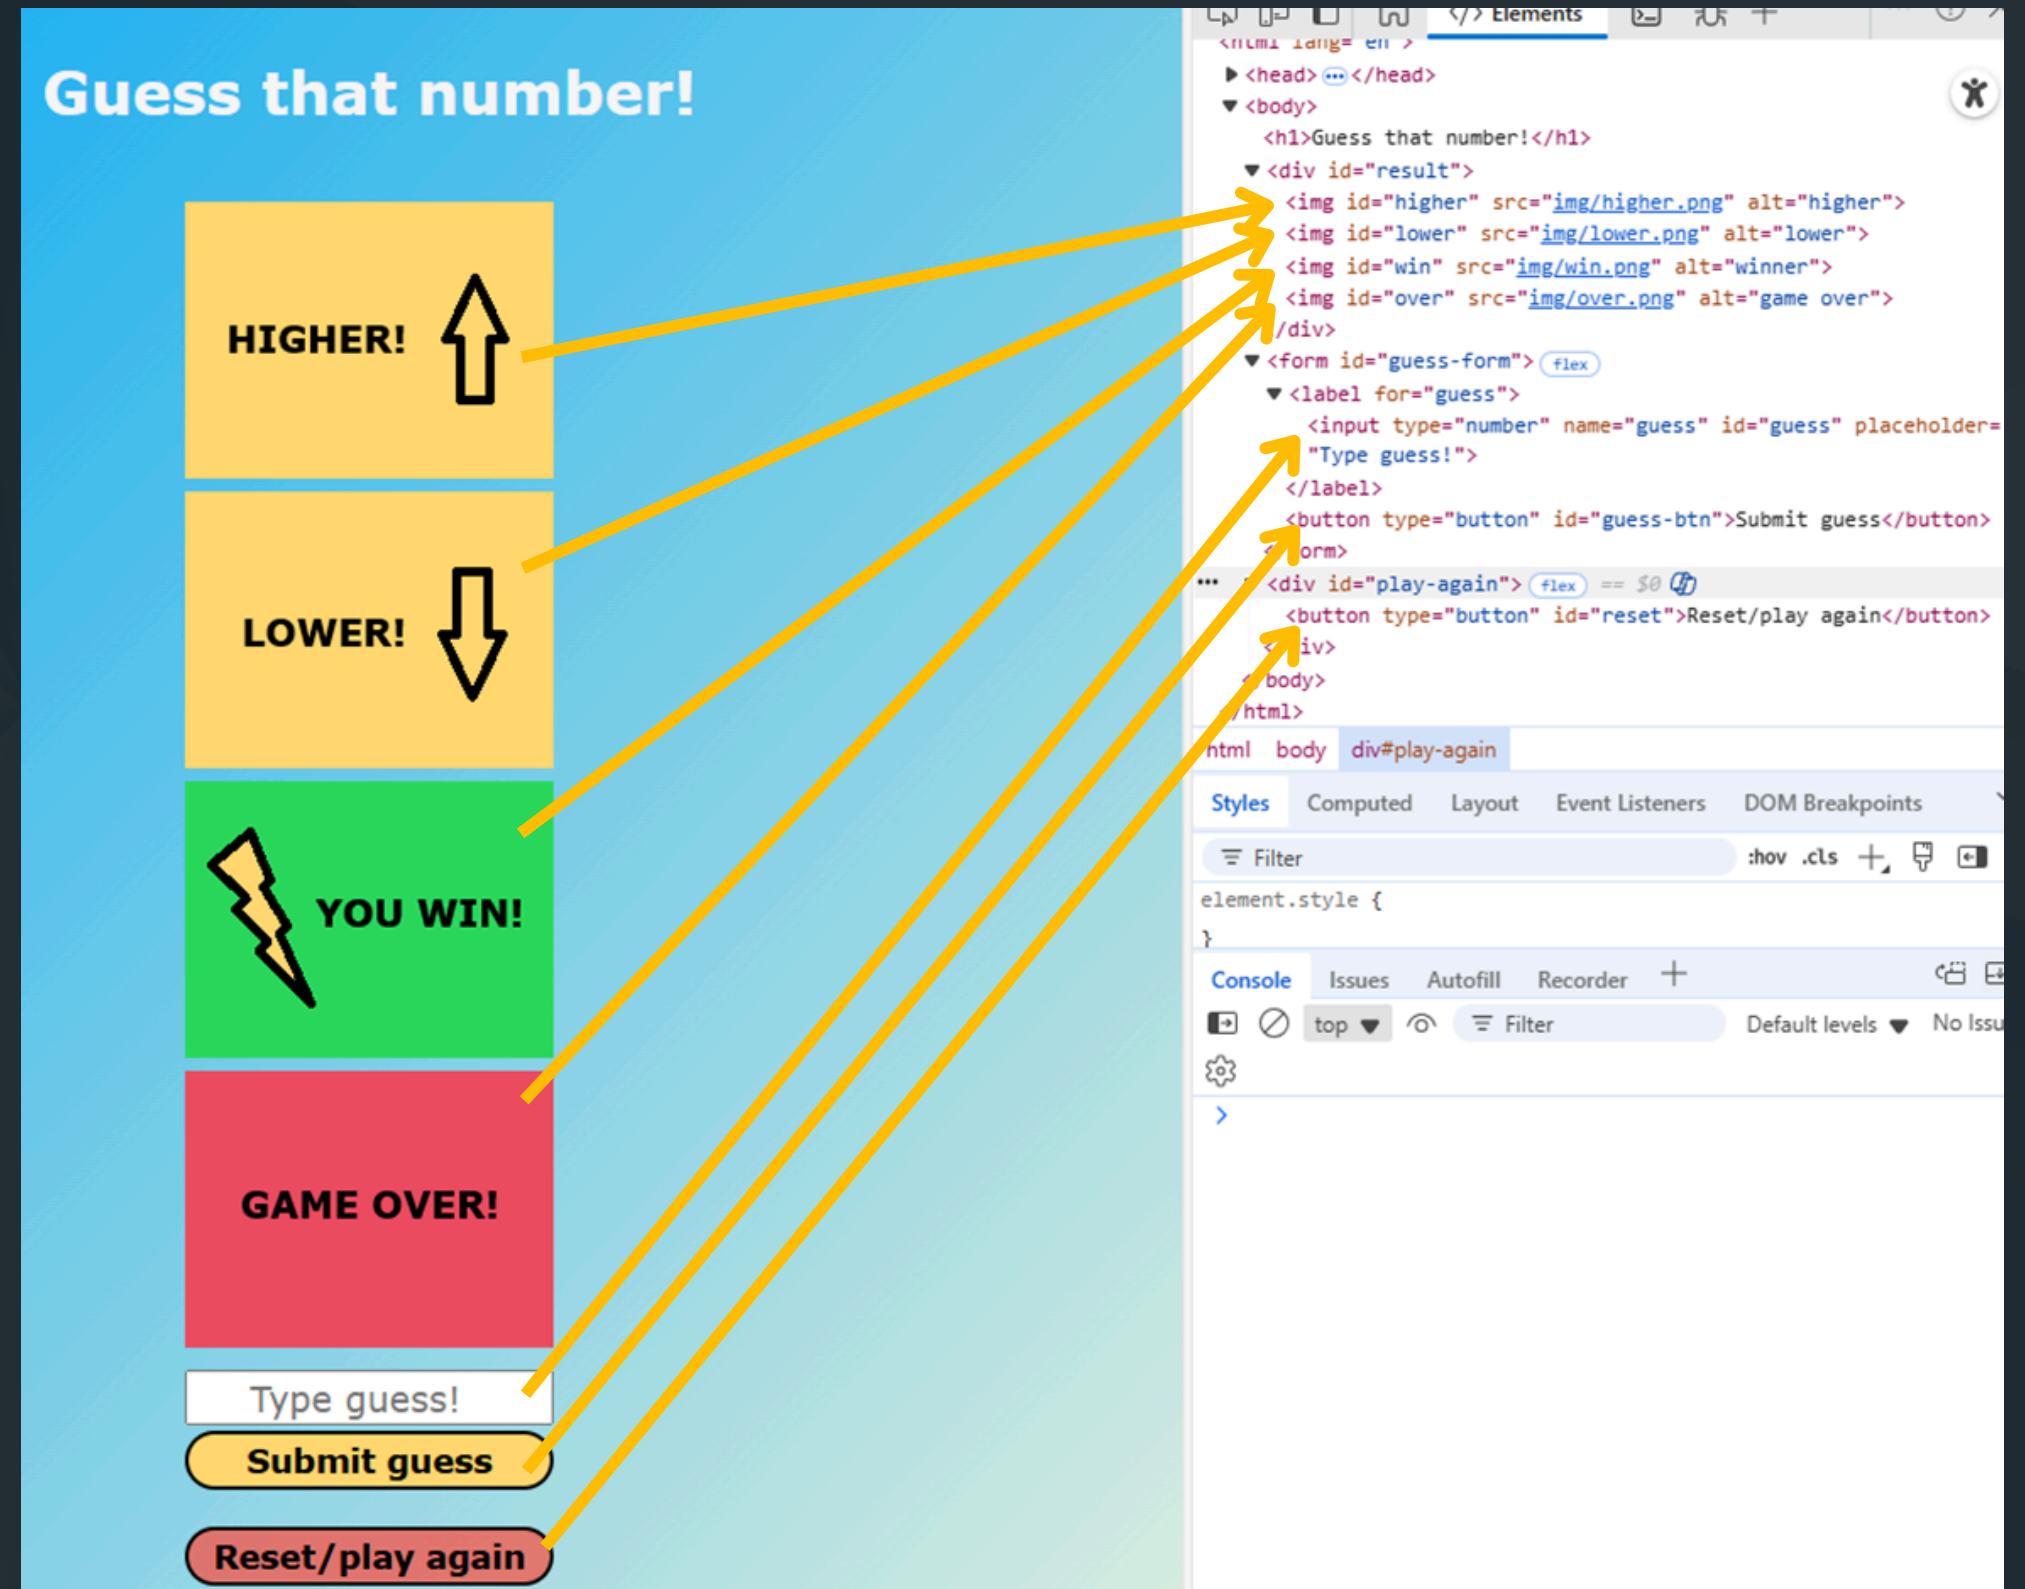 Guess that number!
HIGHER!
LOWER!
YOU WIN!
GAME OVER!
Type guess!
Submit guess
Reset/play again
</> Elements
<html lang="en">
<head> ••• </head>
<body>
<h1>Guess that number!</h1>
<div id="result">
<img id="higher" src="img/higher.png" alt="higher">
<img id="lower" src="img/lower.png" alt="lower">
<img id="win" src="img/win.png" alt="winner">
<img id="over" src="img/over.png" alt="game over">
/div>
<form id="guess-form"> flex
<label for="guess">
<input type="number" name="guess" id="guess" placeholder=
"Type guess!">
</label>
<button type="button" id="guess-btn">Submit guess</button>
< orm>
••• <div id="play-again"> flex == $0
<button type="button" id="reset">Reset/play again</button>
< iv>
</body>
/html>
html body div#play-again
Styles Computed Layout Event Listeners DOM Breakpoints
Filter :hov .cls
element.style {
}
Console Issues Autofill Recorder
top Filter Default levels No Issu